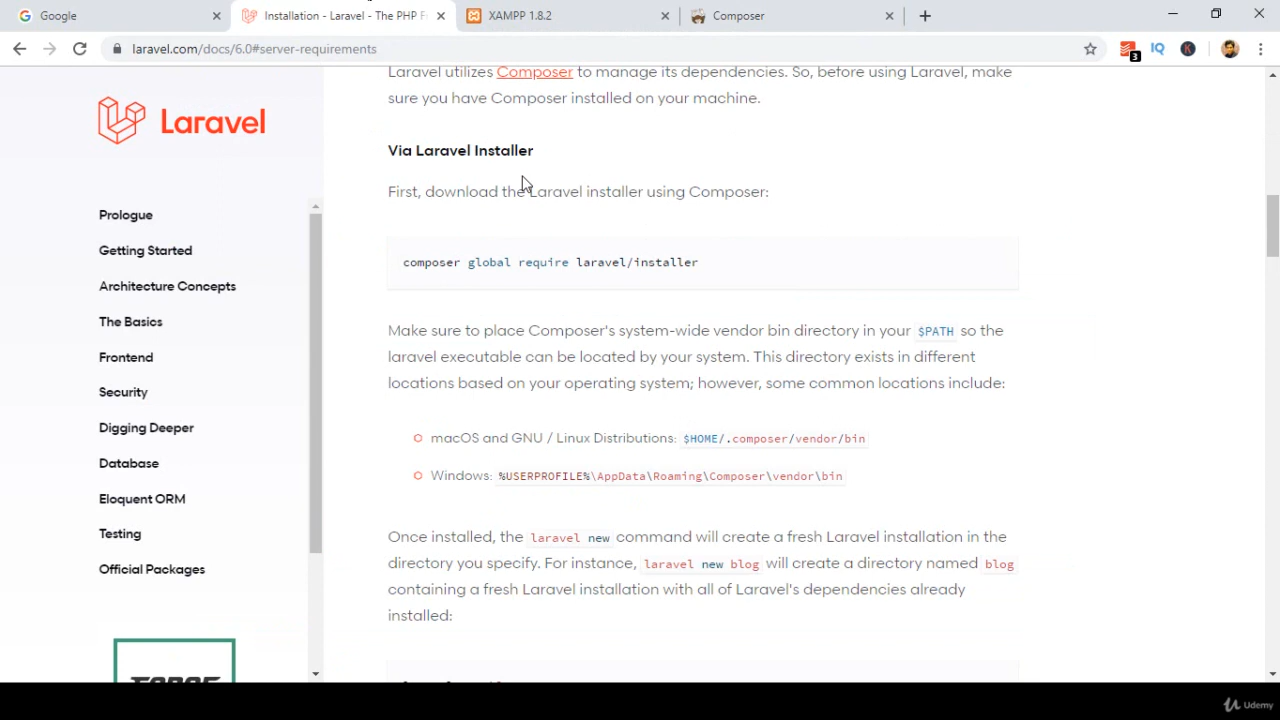 Google
Installation - Laravel - The PHP F
XAMPP 1.8.2
Composer
laravel.com/docs/6.0#server-requirements
3
IQ
K
Laravel
Prologue
Getting Started
Architecture Concepts
The Basics
Frontend
Security
Digging Deeper
Database
Eloquent ORM
Testing
Official Packages
Laravel utilizes Composer to manage its dependencies. So, before using Laravel, make
sure you have Composer installed on your machine.
Via Laravel Installer
First, download the Laravel installer using Composer:
composer global require laravel/installer
Make sure to place Composer's system-wide vendor bin directory in your $PATH so the
laravel executable can be located by your system. This directory exists in different
locations based on your operating system; however, some common locations include:
macOS and GNU / Linux Distributions: $HOME/.composer/vendor/bin
Windows: %USERPROFILE%\AppData\Roaming\Composer\vendor\bin
Once installed, the laravel new command will create a fresh Laravel installation in the
directory you specify. For instance, laravel new blog will create a directory named blog
containing a fresh Laravel installation with all of Laravel's dependencies already
installed:
Udemy